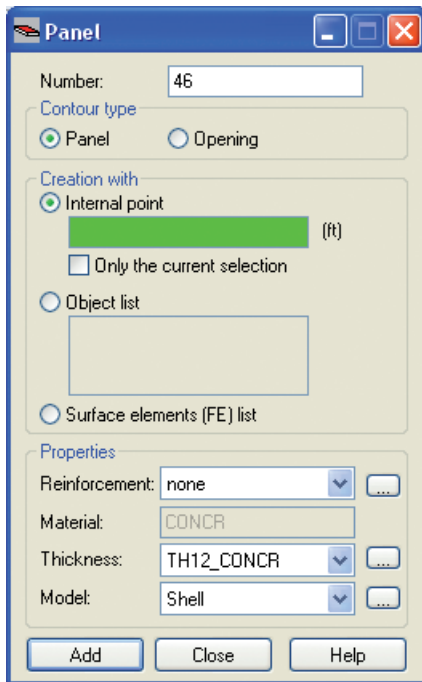 Panel
Number: 46
Contour type
Panel Opening
Creation with
Internal point
(ft)
Only the current selection
Object list
Surface elements (FE) list
Properties
Reinforcement: none ...
Material: CONCR
Thickness: TH12_CONCR ...
Model: Shell ...
Add Close Help